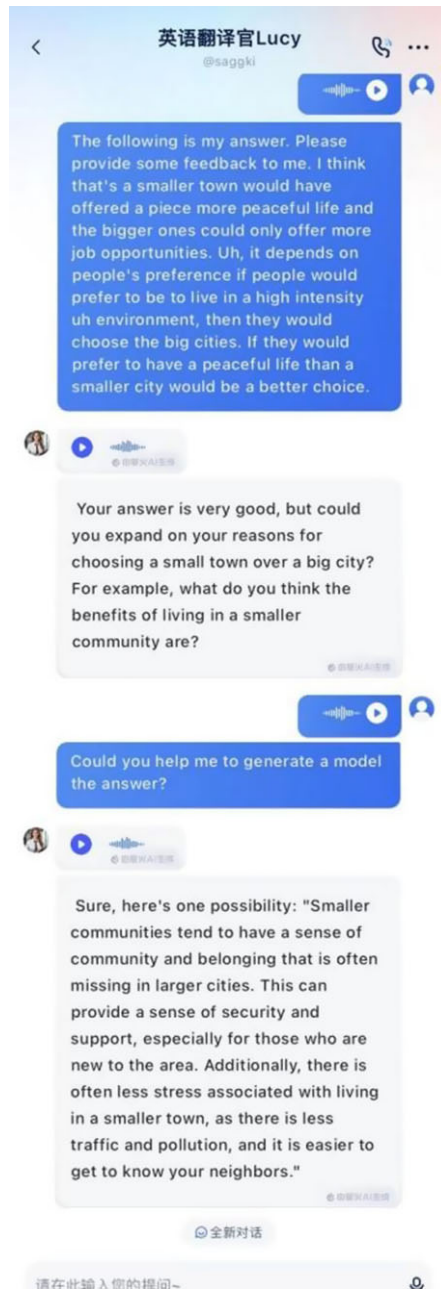 英语翻译官Lucy
@saggki
The following is my answer. Please
provide some feedback to me. I think
that's a smaller town would have
offered a piece more peaceful life and
the bigger ones could only offer more
job opportunities. Uh, it depends on
people's preference if people would
prefer to be to live in a high intensity
uh environment, then they would
choose the big cities. If they would
prefer to have a peaceful life than a
smaller city would be a better choice.
Your answer is very good, but could
you expand on your reasons for
choosing a small town over a big city?
For example, what do you think the
benefits of living in a smaller
community are?
Could you help me to generate a model
the answer?
Sure, here's one possibility: "Smaller
communities tend to have a sense of
community and belonging that is often
missing in larger cities. This can
provide a sense of security and
support, especially for those who are
new to the area. Additionally, there is
often less stress associated with living
in a smaller town, as there is less
traffic and pollution, and it is easier to
get to know your neighbors."
全新对话
请在此输入您的提问~